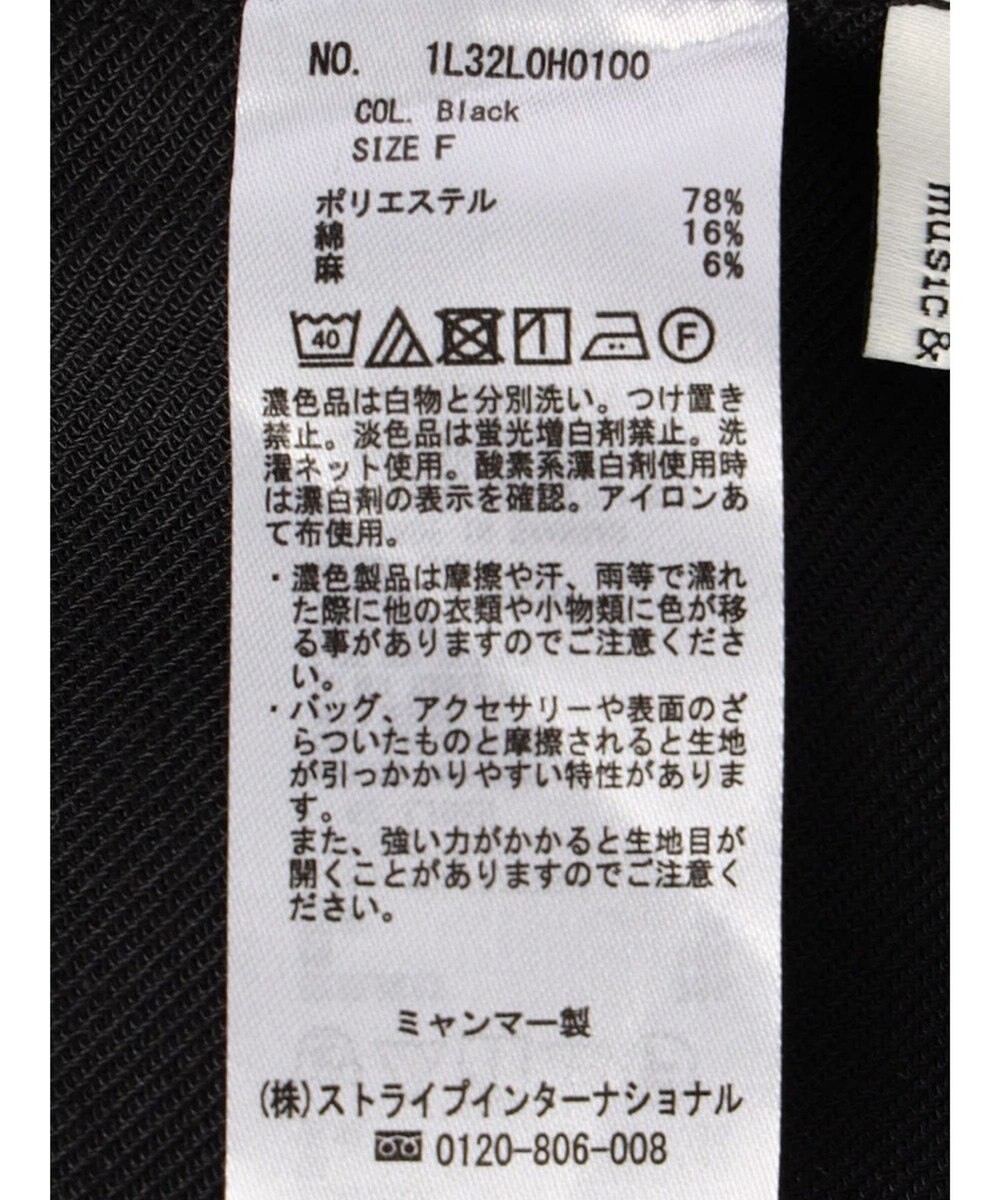 NO. 1L32L0H0100
COL. Black
SIZE F
ポリエステル 78%
綿 16%
麻 6%
40 F
濃色品は白物と分別洗い。つけ置き
禁止。淡色品は蛍光増白剤禁止。洗
濯ネット使用。酸素系漂白剤使用時
は漂白剤の表示を確認。アイロンあ
て布使用。
・濃色製品は摩擦や汗、雨等で濡れ
た際に他の衣類や小物類に色が移
る事がありますのでご注意くださ
い。
・バッグ、アクセサリーや表面のざ
らついたものと摩擦されると生地
が引っかかりやすい特性がありま
す。
また、強い力がかかると生地目が
開くことがありますのでご注意く
ださい。
ミャンマー製
(株)ストライプインターナショナル
0120-806-008
music &